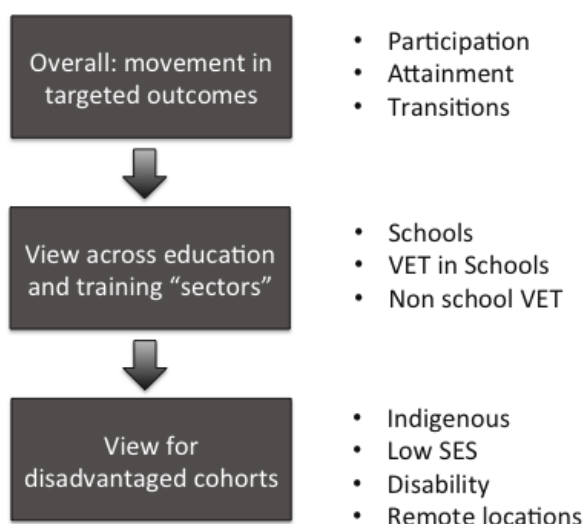 Overall: movement in
targeted outcomes
• Participation
• Attainment
• Transitions
View across education
and training “sectors”
• Schools
• VET in Schools
• Non school VET
View for
disadvantaged cohorts
• Indigenous
• Low SES
• Disability
• Remote locations